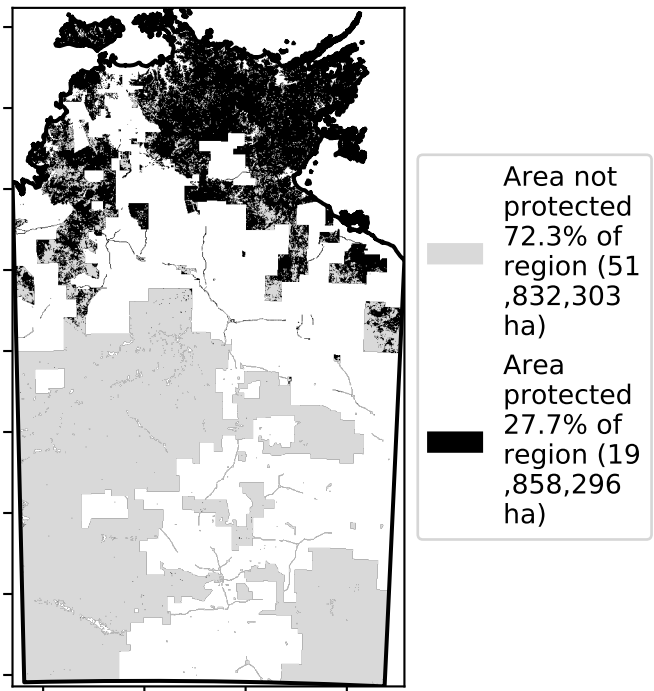 Area not
protected
72.3% of
region (51
,832,303
ha)
Area
protected
27.7% of
region (19
,858,296
ha)